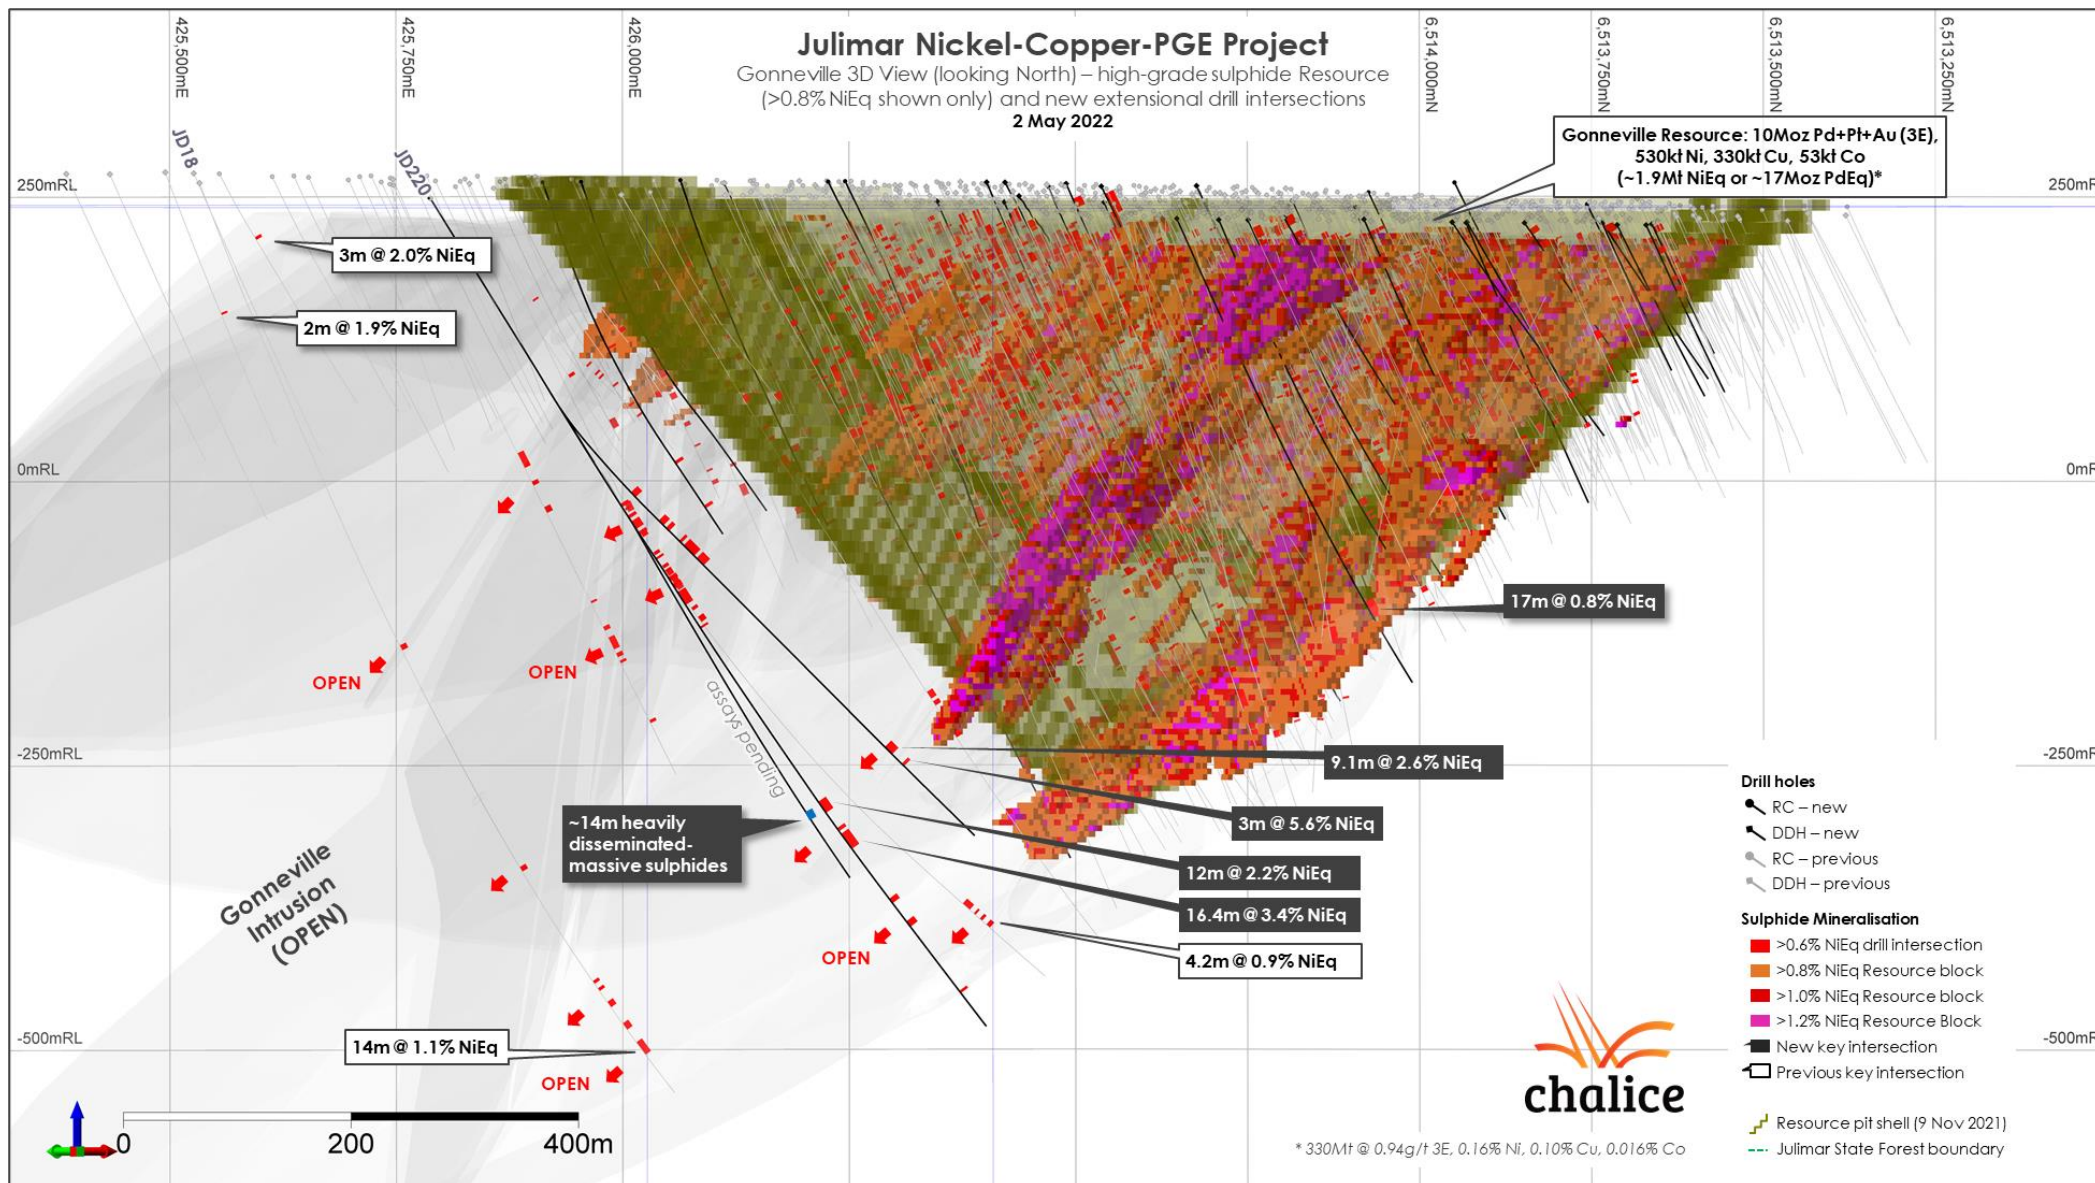 425,500mE
425,750mE
426,000mE
6,514,000mN
6,513,750mN
6,513,500mN
6,513,250mN
Julimar Nickel-Copper-PGE Project
Gonneville 3D View (looking North) – high-grade sulphide Resource
(>0.8% NiEq shown only) and new extensional drill intersections
2 May 2022
JD18
JD220
Gonneville Resource: 10Moz Pd+Pt+Au (3E),
530kt Ni, 330kt Cu, 53kt Co
(~1.9Mt NiEq or ~17Moz PdEq)*
250mRL
250mR
3m @ 2.0% NiEq
2m @ 1.9% NiEq
0mRL
0mR
17m @ 0.8% NiEq
OPEN
OPEN
assays pending
-250mRL
-250mR
9.1m @ 2.6% NiEq
3m @ 5.6% NiEq
~14m heavily
disseminated-
massive sulphides
12m @ 2.2% NiEq
16.4m @ 3.4% NiEq
4.2m @ 0.9% NiEq
OPEN
Gonneville
Intrusion
(OPEN)
-500mRL
-500mR
14m @ 1.1% NiEq
OPEN
0
200
400m
Drill holes
RC – new
DDH – new
RC – previous
DDH – previous
Sulphide Mineralisation
>0.6% NiEq drill intersection
>0.8% NiEq Resource block
>1.0% NiEq Resource block
>1.2% NiEq Resource Block
New key intersection
Previous key intersection
Resource pit shell (9 Nov 2021)
Julimar State Forest boundary
chalice
* 330Mt @ 0.94g/t 3E, 0.16% Ni, 0.10% Cu, 0.016% Co